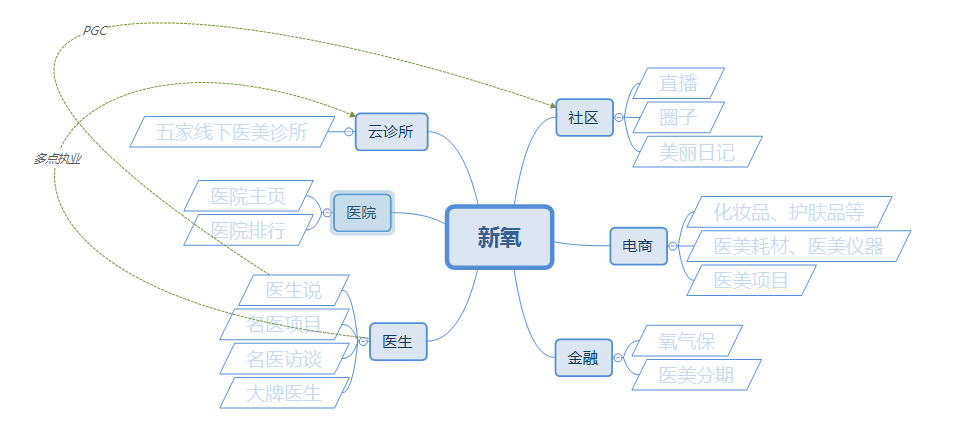 PGC
多点执业
新氧
云诊所
五家线下医美诊所
医院
医院主页
医院排行
医生
医生说
名医项目
名医访谈
大牌医生
社区
直播
圈子
美丽日记
电商
化妆品、护肤品等
医美耗材、医美仪器
医美项目
金融
氧气保
医美分期